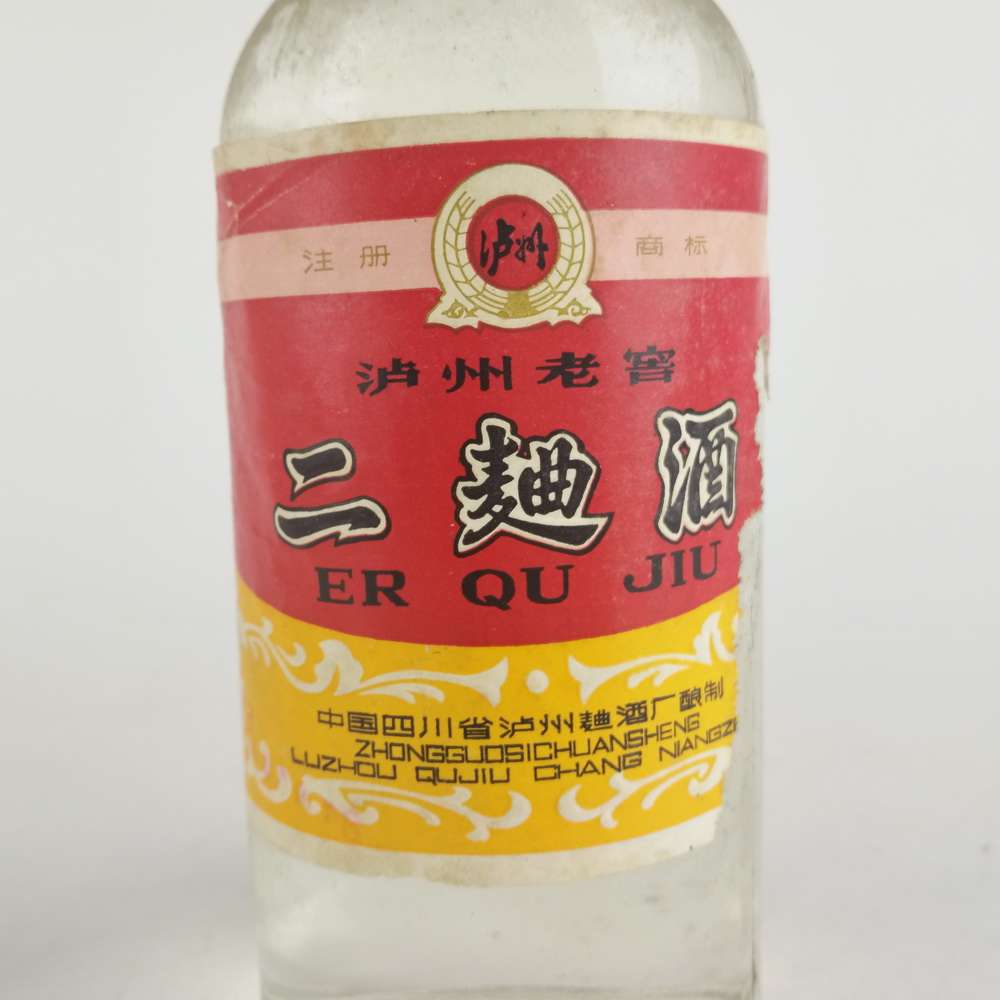 注册 泸州 商标
泸州老窖
二麯酒
ER QU JIU
中国四川省泸州麯酒厂酿制
ZHONGGUOSICHUANSHENG
LUZHOU QUJIU CHANG NIANGZ